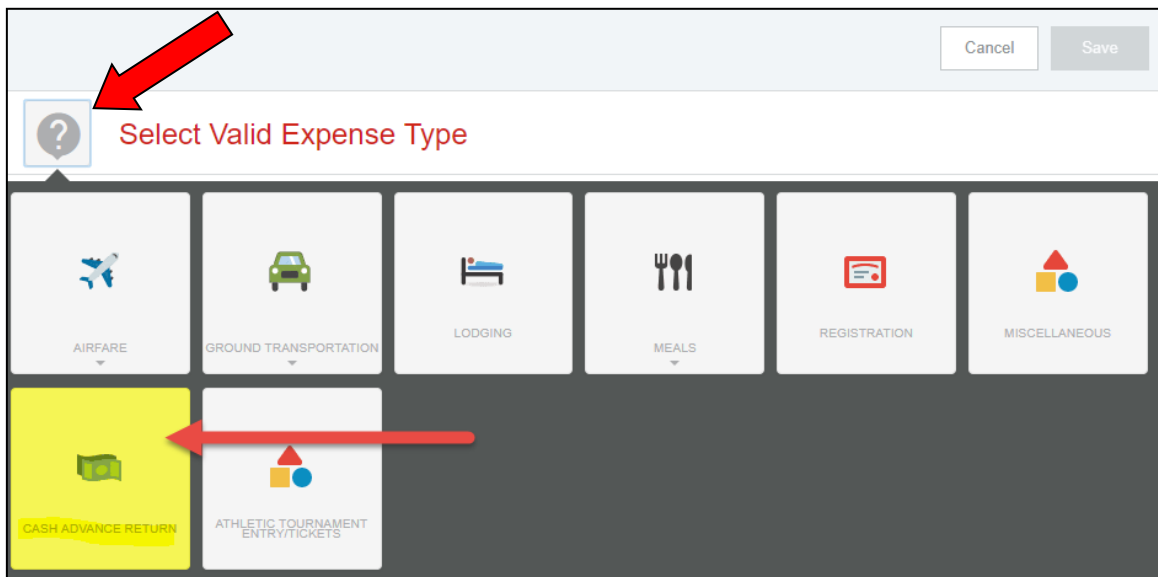 Cancel
Save
?
Select Valid Expense Type
AIRFARE
GROUND TRANSPORTATION
LODGING
MEALS
REGISTRATION
MISCELLANEOUS
CASH ADVANCE RETURN
ATHLETIC TOURNAMENT
ENTRY/TICKETS